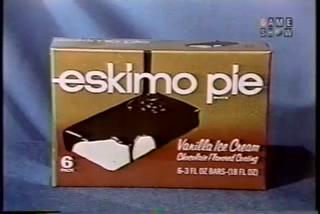 GAME
SHOW
eskimo pie
Vanilla Ice Cream
Chocolate Flavored Coating
6
PACK
6-3 FL OZ BARS-(18 FL OZ)